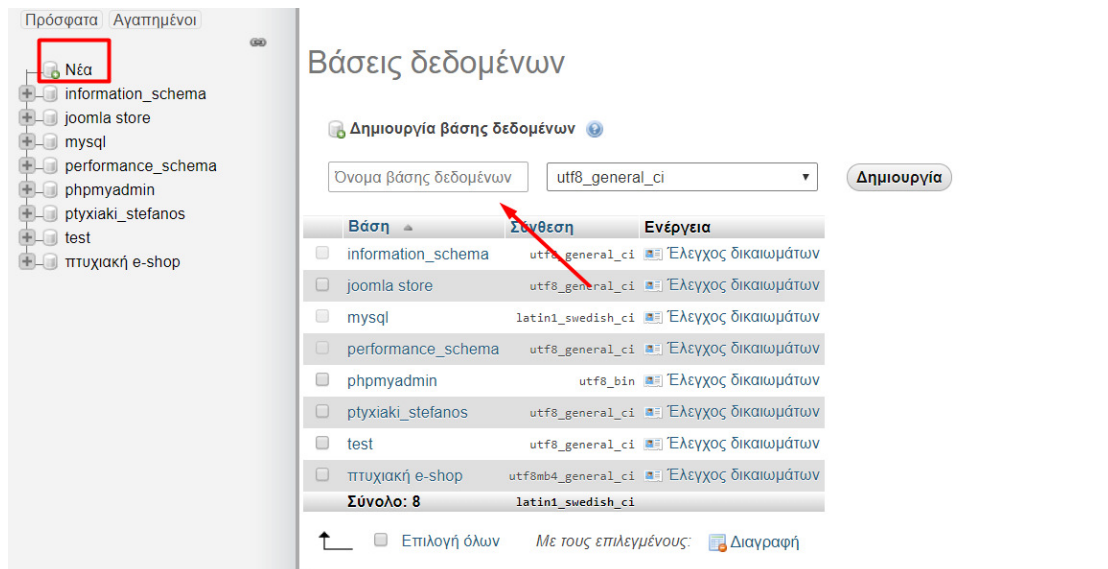 Πρόσφατα Αγαπημένοι
Νέα
information_schema
joomla store
mysql
performance_schema
phpmyadmin
ptyxiaki_stefanos
test
πτυχιακή e-shop
Βάσεις δεδομένων
Δημιουργία βάσης δεδομένων
Όνομα βάσης δεδομένων utf8_general_ci Δημιουργία
Βάση Σύνθεση Ενέργεια
information_schema utf8_general_ci Έλεγχος δικαιωμάτων
joomla store utf8_general_ci Έλεγχος δικαιωμάτων
mysql latin1_swedish_ci Έλεγχος δικαιωμάτων
performance_schema utf8_general_ci Έλεγχος δικαιωμάτων
phpmyadmin utf8_bin Έλεγχος δικαιωμάτων
ptyxiaki_stefanos utf8_general_ci Έλεγχος δικαιωμάτων
test utf8_general_ci Έλεγχος δικαιωμάτων
πτυχιακή e-shop utf8mb4_general_ci Έλεγχος δικαιωμάτων
Σύνολο: 8 latin1_swedish_ci
Επιλογή όλων Με τους επιλεγμένους: Διαγραφή